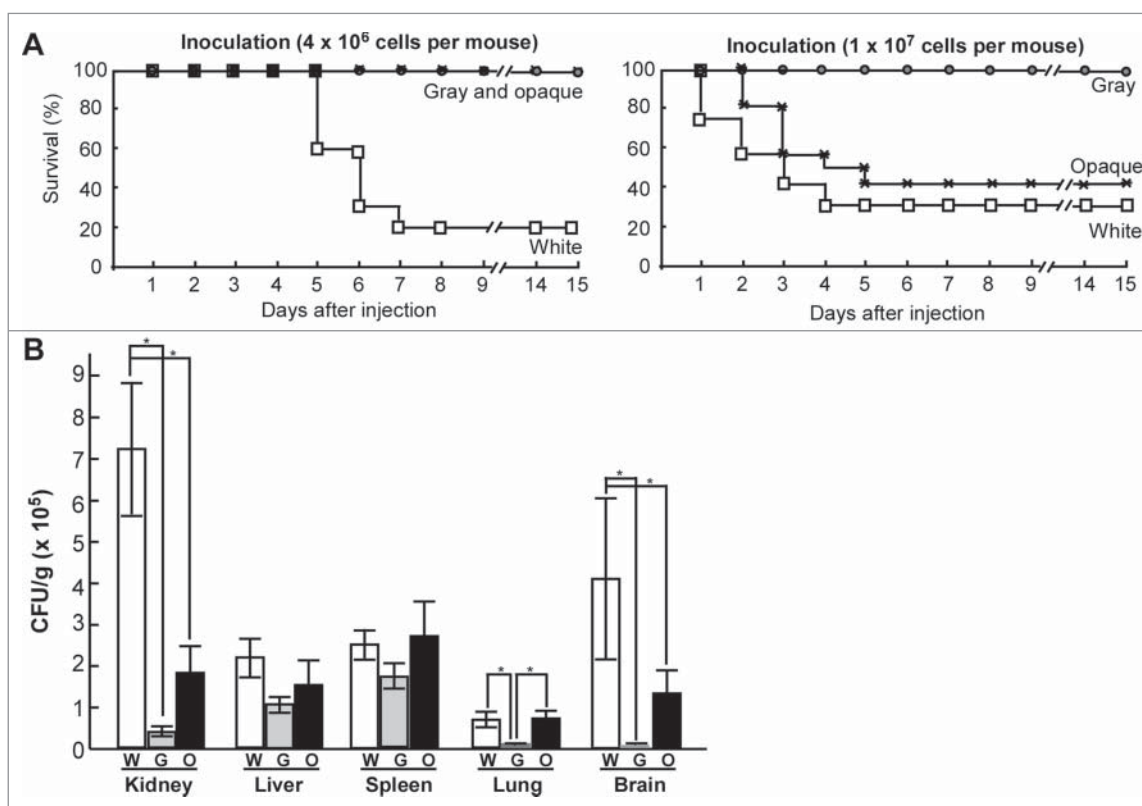 A
Inoculation (4 x 10⁶ cells per mouse)
100
80
60
40
20
0
Survival (%)
Gray and opaque
White
1 2 3 4 5 6 7 8 9 14 15
Days after injection
Inoculation (1 x 10⁷ cells per mouse)
100
80
60
40
20
0
Gray
Opaque
White
1 2 3 4 5 6 7 8 9 14 15
Days after injection
B
9
8
7
6
5
4
3
2
1
0
CFU/g (x 10⁵)
* *
* *
* *
W G O W G O W G O W G O W G O
Kidney Liver Spleen Lung Brain